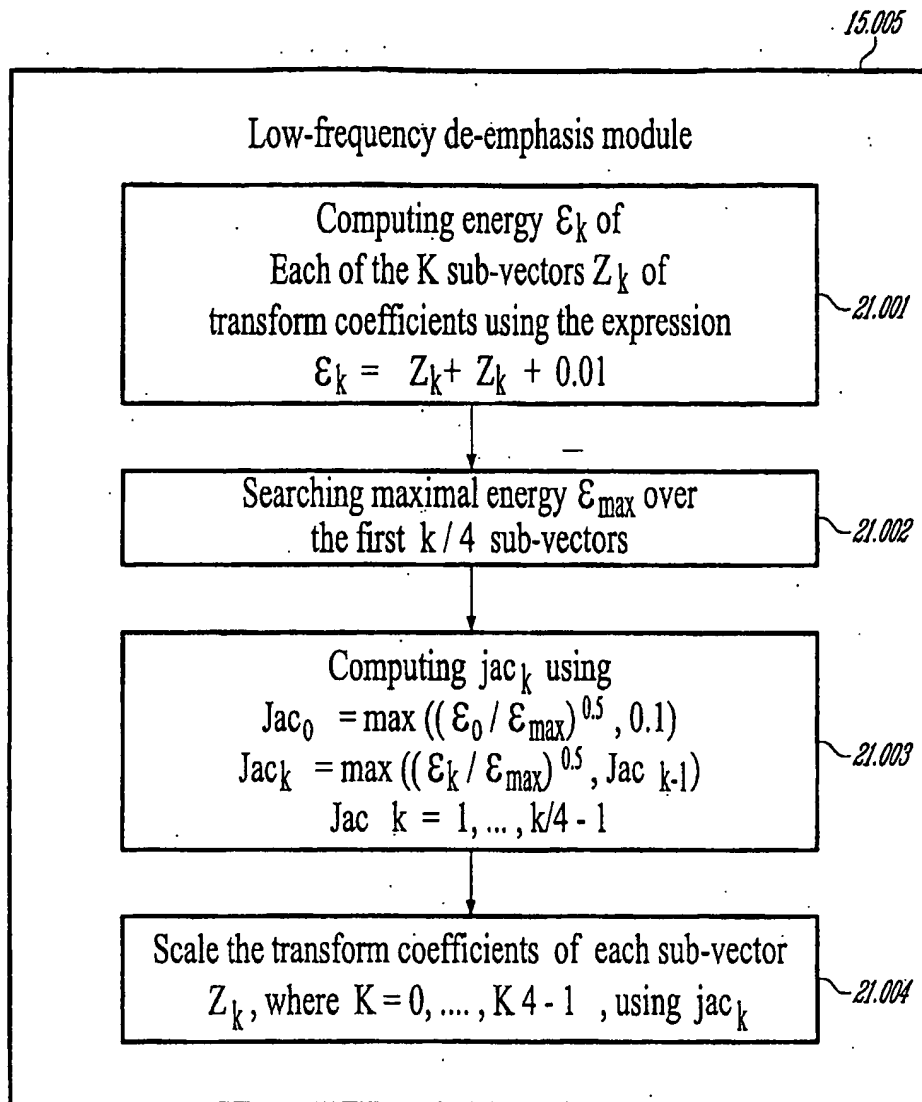 15.005
Low-frequency de-emphasis module
Computing energy εk of
Each of the K sub-vectors Zk of
transform coefficients using the expression
εk = Zk+ Zk + 0.01
21.001
Searching maximal energy εmax over
the first k / 4 sub-vectors
21.002
Computing jack using
Jac0 = max (( ε0 / εmax) 0.5 , 0.1)
Jack = max (( εk / εmax) 0.5 , Jac k-1)
Jac k = 1, ... , k/4 - 1
21.003
Scale the transform coefficients of each sub-vector
Zk, where K = 0, .... , K 4 - 1 , using jack
21.004